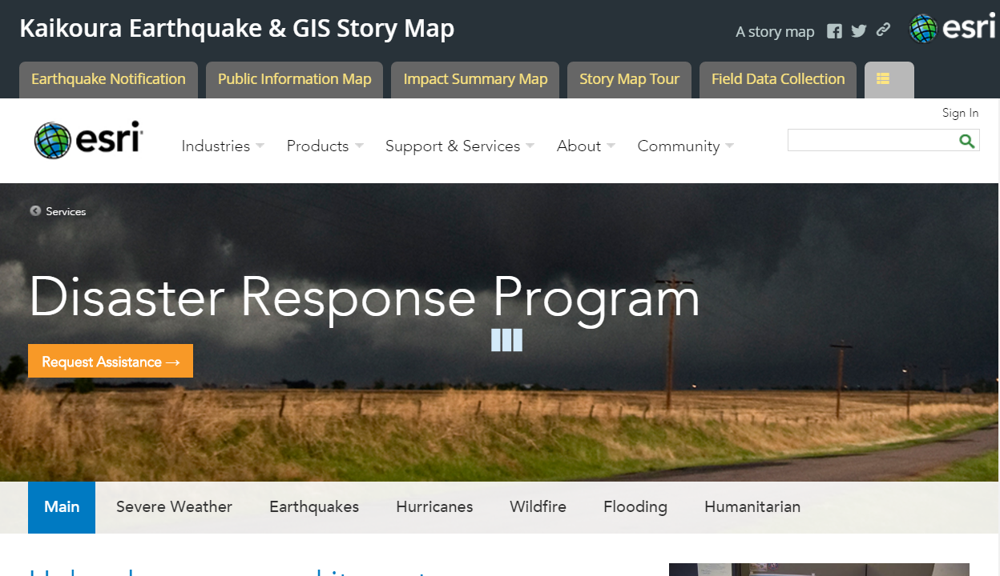 Kaikoura Earthquake & GIS Story Map
A story map
esri
Earthquake Notification
Public Information Map
Impact Summary Map
Story Map Tour
Field Data Collection
Sign In
esri
Industries
Products
Support & Services
About
Community
Services
Disaster Response Program
Request Assistance →
Main
Severe Weather
Earthquakes
Hurricanes
Wildfire
Flooding
Humanitarian